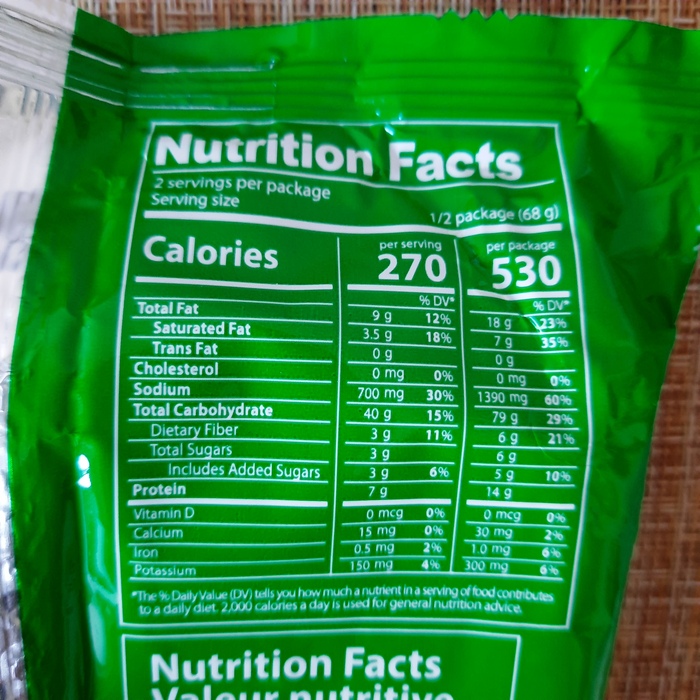 Nutrition Facts
2 servings per package
Serving size 1/2 package (68 g)
Calories per serving 270 per package 530
% DV* % DV*
Total Fat 9 g 12% 18 g 23%
Saturated Fat 3.5 g 18% 7 g 35%
Trans Fat 0 g 0 g
Cholesterol 0 mg 0% 0 mg 0%
Sodium 700 mg 30% 1390 mg 60%
Total Carbohydrate 40 g 15% 79 g 29%
Dietary Fiber 3 g 11% 6 g 21%
Total Sugars 3 g 6 g
Includes Added Sugars 3 g 6% 5 g 10%
Protein 7 g 14 g
Vitamin D 0 mcg 0% 0 mcg 0%
Calcium 15 mg 0% 30 mg 2%
Iron 0.5 mg 2% 1.0 mg 6%
Potassium 150 mg 4% 300 mg 6%
*The % Daily Value (DV) tells you how much a nutrient in a serving of food contributes
to a daily diet. 2,000 calories a day is used for general nutrition advice.
Nutrition Facts
Valeur nutritive